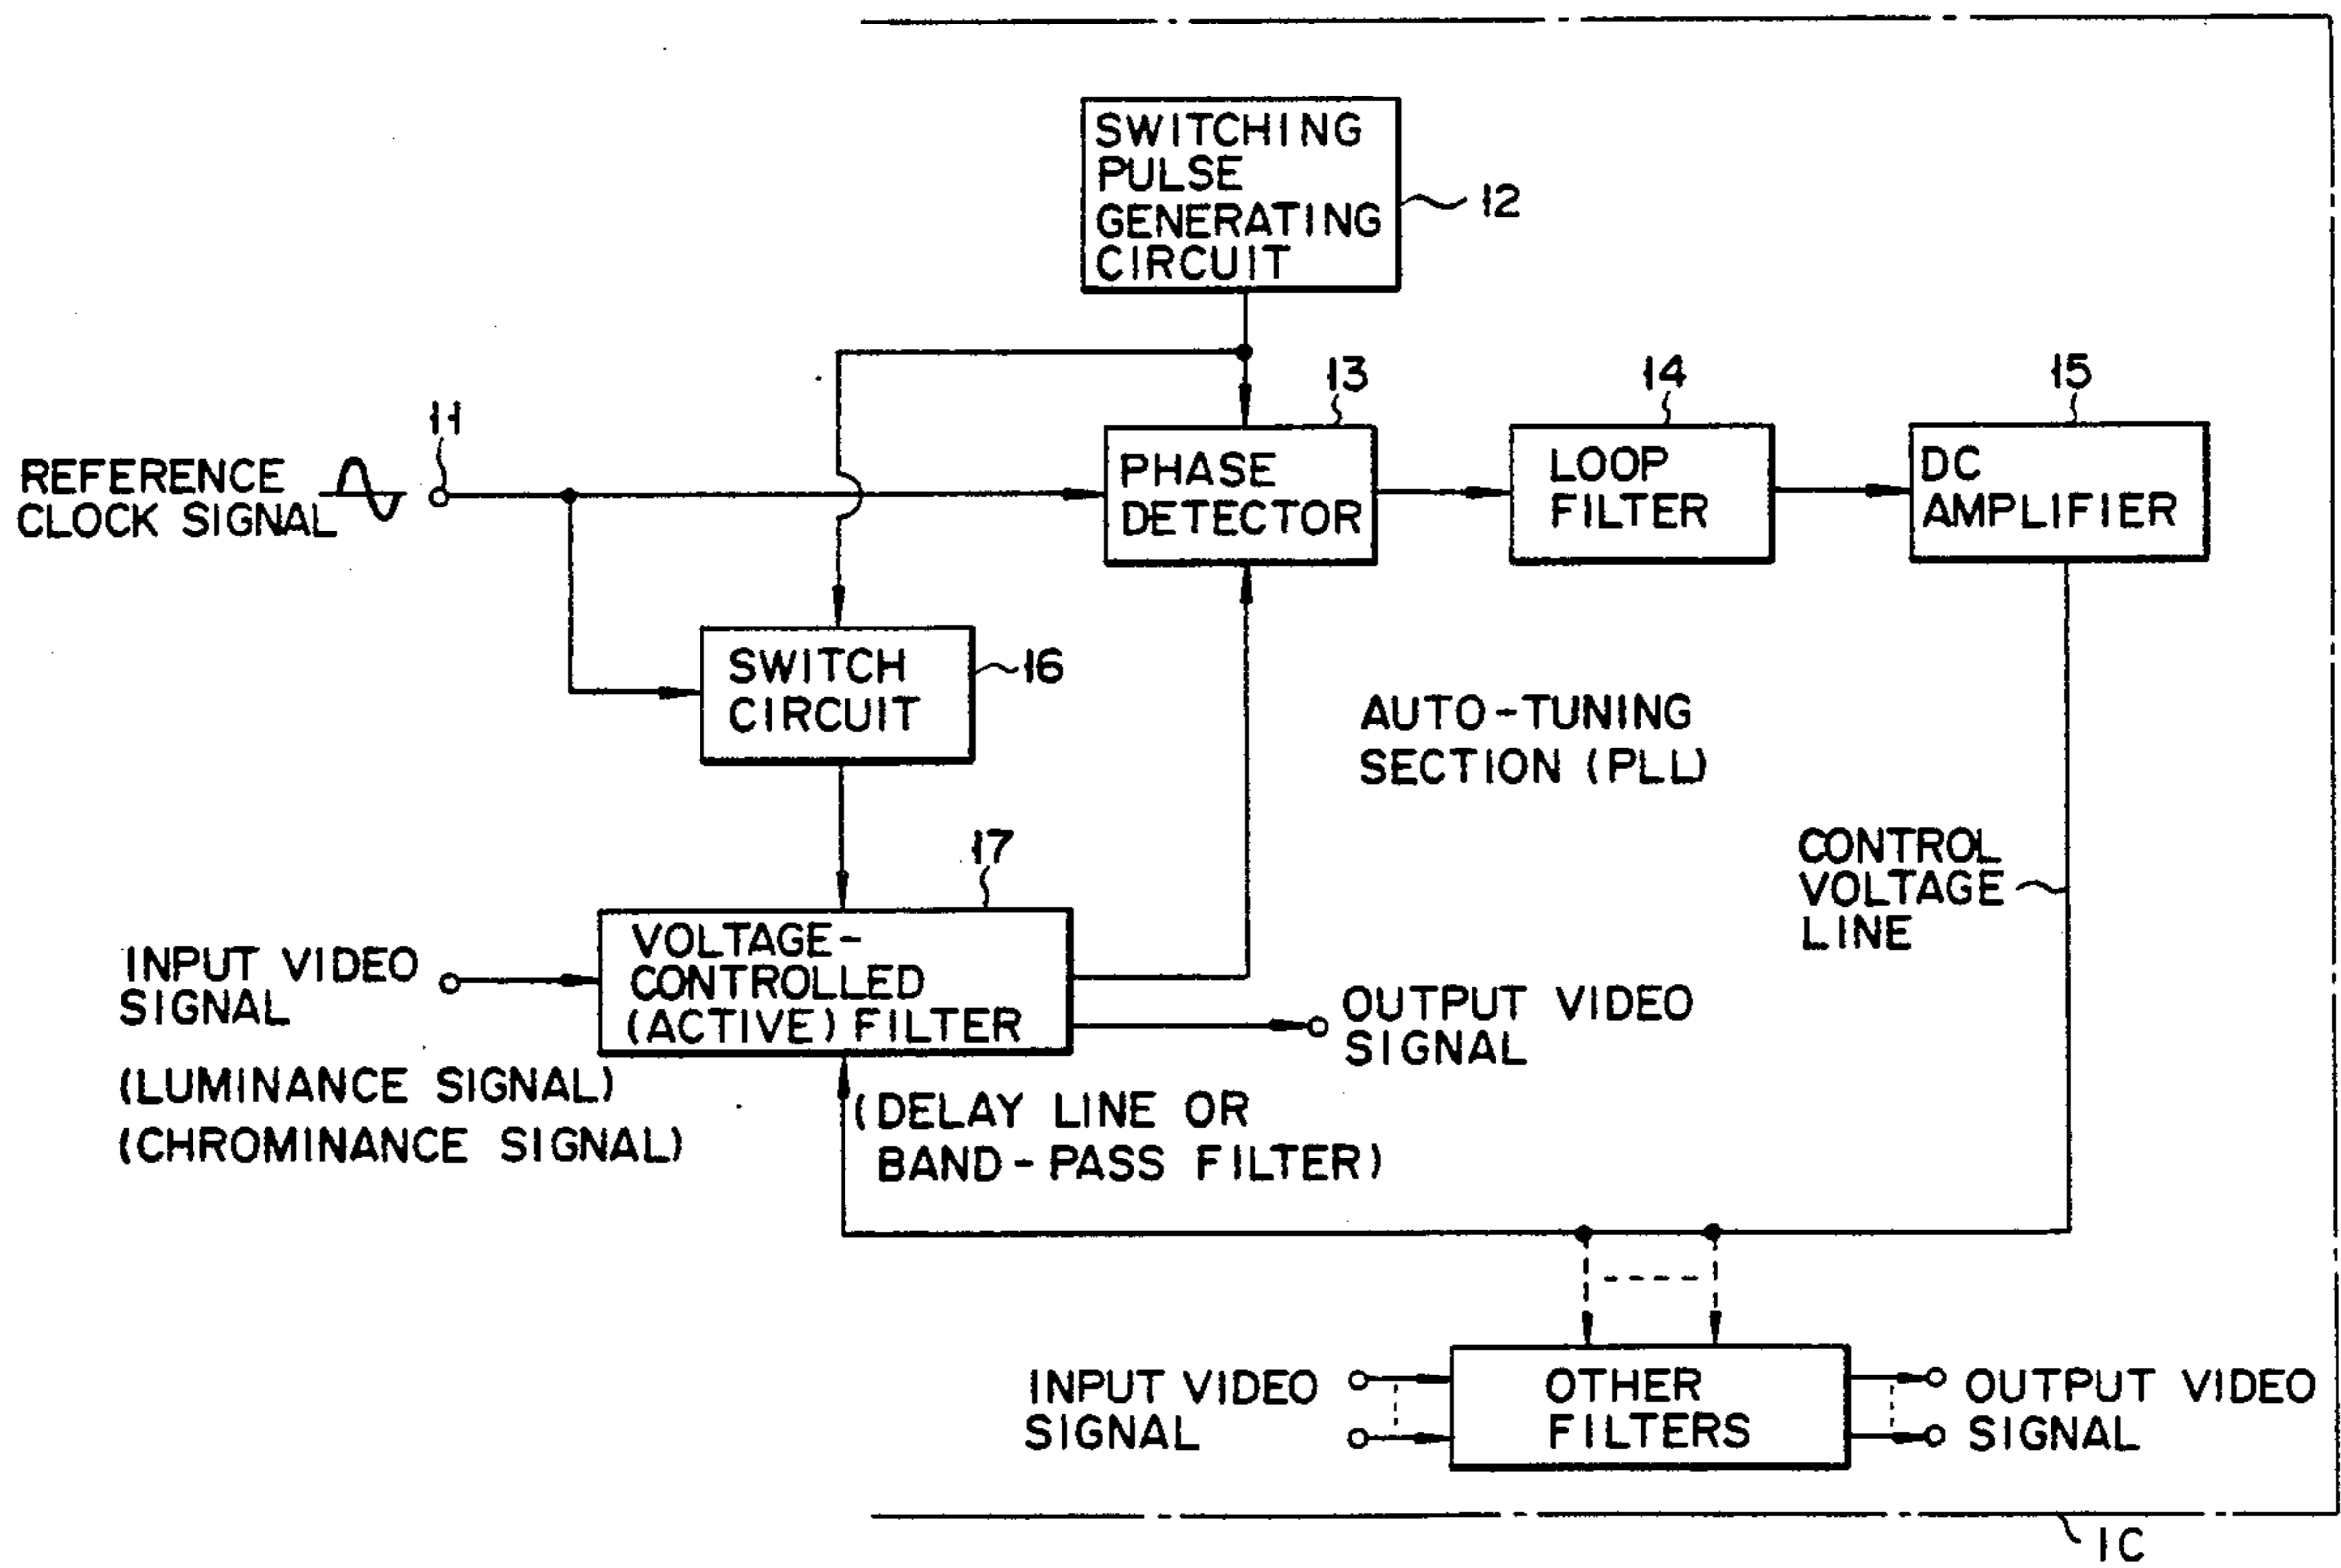 SWITCHING
PULSE
GENERATING
CIRCUIT
12
13
14
15
11
REFERENCE
CLOCK SIGNAL
PHASE
DETECTOR
LOOP
FILTER
DC
AMPLIFIER
SWITCH
CIRCUIT
16
AUTO-TUNING
SECTION (PLL)
17
CONTROL
VOLTAGE
LINE
INPUT VIDEO
SIGNAL
VOLTAGE-
CONTROLLED
(ACTIVE) FILTER
OUTPUT VIDEO
SIGNAL
(LUMINANCE SIGNAL)
(CHROMINANCE SIGNAL)
(DELAY LINE OR
BAND-PASS FILTER)
INPUT VIDEO
SIGNAL
OTHER
FILTERS
OUTPUT VIDEO
SIGNAL
IC